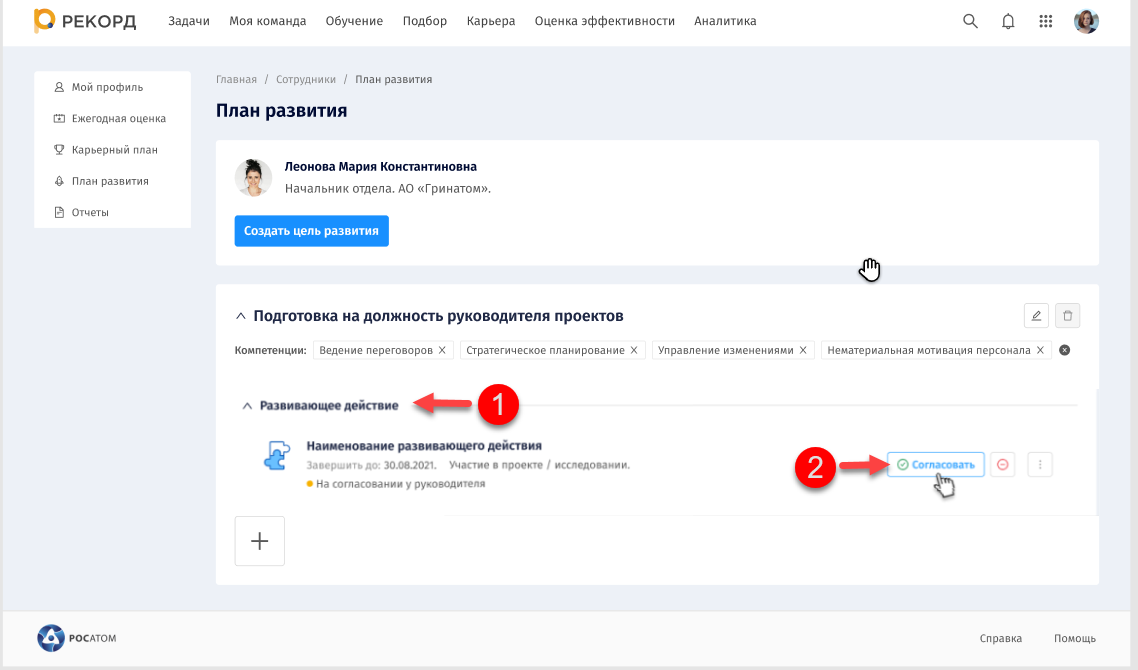 РЕКОРД Задачи Моя команда Обучение Подбор Карьера Оценка эффективности Аналитика
Мой профиль
Ежегодная оценка
Карьерный план
План развития
Отчеты
Главная / Сотрудники / План развития
План развития
Леонова Мария Константиновна
Начальник отдела. АО «Гринатом».
Создать цель развития
Подготовка на должность руководителя проектов
Компетенции: Ведение переговоров Стратегическое планирование Управление изменениями Нематериальная мотивация персонала
Развивающее действие 1
Наименование развивающего действия
Завершить до: 30.08.2021. Участие в проекте / исследовании.
На согласовании у руководителя
2 Согласовать
РОСАТОМ Справка Помощь